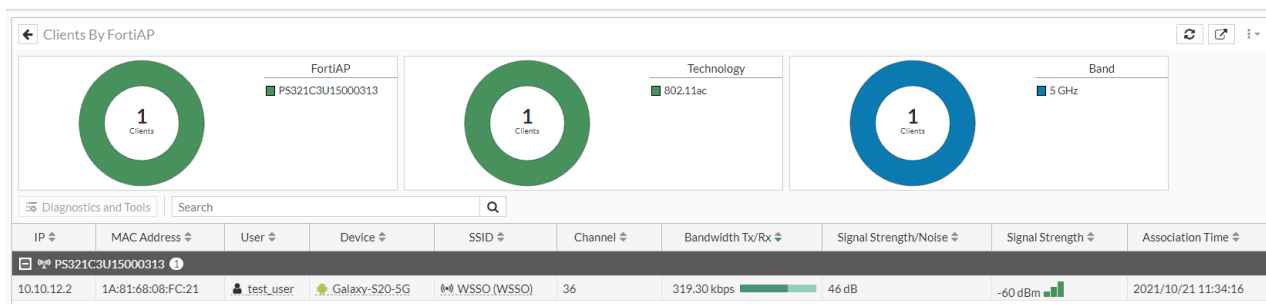 Clients By FortiAP
FortiAP
PS321C3U15000313
1
Clients
Technology
802.11ac
1
Clients
Band
5 GHz
1
Clients
Diagnostics and Tools Search
IP MAC Address User Device SSID Channel Bandwidth Tx/Rx Signal Strength/Noise Signal Strength Association Time
PS321C3U15000313 1
10.10.12.2 1A:81:68:08:FC:21 test_user Galaxy-S20-5G WSSO (WSSO) 36 319.30 kbps 46 dB -60 dBm 2021/10/21 11:34:16